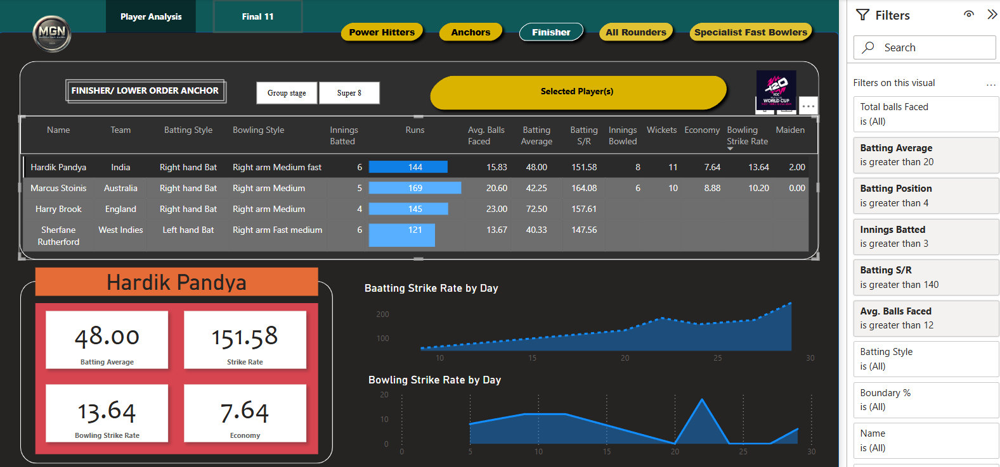 Player Analysis
Final 11
Filters
MGN
Power Hitters
Anchors
Finisher
All Rounders
Specialist Fast Bowlers
Search
FINISHER/ LOWER ORDER ANCHOR
Group stage
Super 8
Selected Player(s)
T20
ICC
WORLD CUP
Filters on this visual
...
Total balls Faced
is (All)
Name Team Batting Style Bowling Style Innings Batted Runs Avg. Balls Faced Batting Average Batting S/R Innings Bowled Wickets Economy Bowling Strike Rate Maiden
Hardik Pandya India Right hand Bat Right arm Medium fast 6 144 15.83 48.00 151.58 8 11 7.64 13.64 2.00
Marcus Stoinis Australia Right hand Bat Right arm Medium 5 169 20.60 42.25 164.08 6 10 8.88 10.20 0.00
Harry Brook England Right hand Bat Right arm Medium 4 145 23.00 72.50 157.61
Sherfane Rutherford West Indies Left hand Bat Right arm Fast medium 6 121 13.67 40.33 147.56
Batting Average
is greater than 20
Batting Position
is greater than 4
Innings Batted
is greater than 3
Batting S/R
is greater than 140
Avg. Balls Faced
is greater than 12
Batting Style
is (All)
Boundary %
is (All)
Name
is (All)
Hardik Pandya
48.00
Batting Average
151.58
Strike Rate
13.64
Bowling Strike Rate
7.64
Economy
Baatting Strike Rate by Day
200
100
10 15 20 25 30
Bowling Strike Rate by Day
20
10
0
0 5 10 15 20 25 30